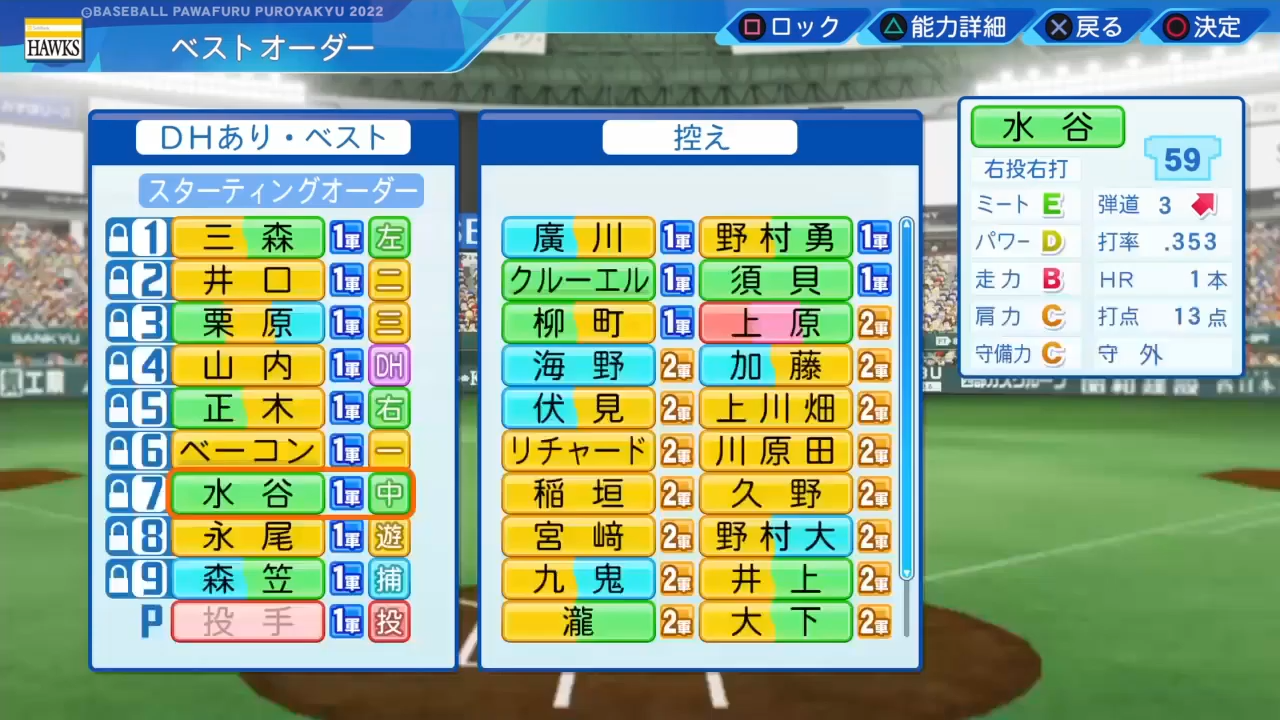 ©BASEBALL PAWAFURU PUROYAKYU 2022
HAWKS
ベストオーダー
ロック
能力詳細
戻る
決定
DHあり・ベスト
スターティングオーダー
1 三森 1軍 左
2 井口 1軍 二
3 栗原 1軍 三
4 山内 1軍 DH
5 正木 1軍 右
6 ベーコン 1軍 一
7 水谷 1軍 中
8 永尾 1軍 遊
9 森笠 1軍 捕
P 投手 1軍 投
控え
廣川 1軍 野村勇 1軍
クルーエル 1軍 須貝 1軍
柳町 1軍 上原 2軍
海野 2軍 加藤 2軍
伏見 2軍 上川畑 2軍
リチャード 2軍 川原田 2軍
稲垣 2軍 久野 2軍
宮﨑 2軍 野村大 2軍
九鬼 2軍 井上 2軍
瀧 2軍 大下 2軍
水谷
59
右投右打
ミート E 弾道 3
パワー D 打率 .353
走力 B HR 1本
肩力 C 打点 13点
守備力 C 守 外
BANKYU